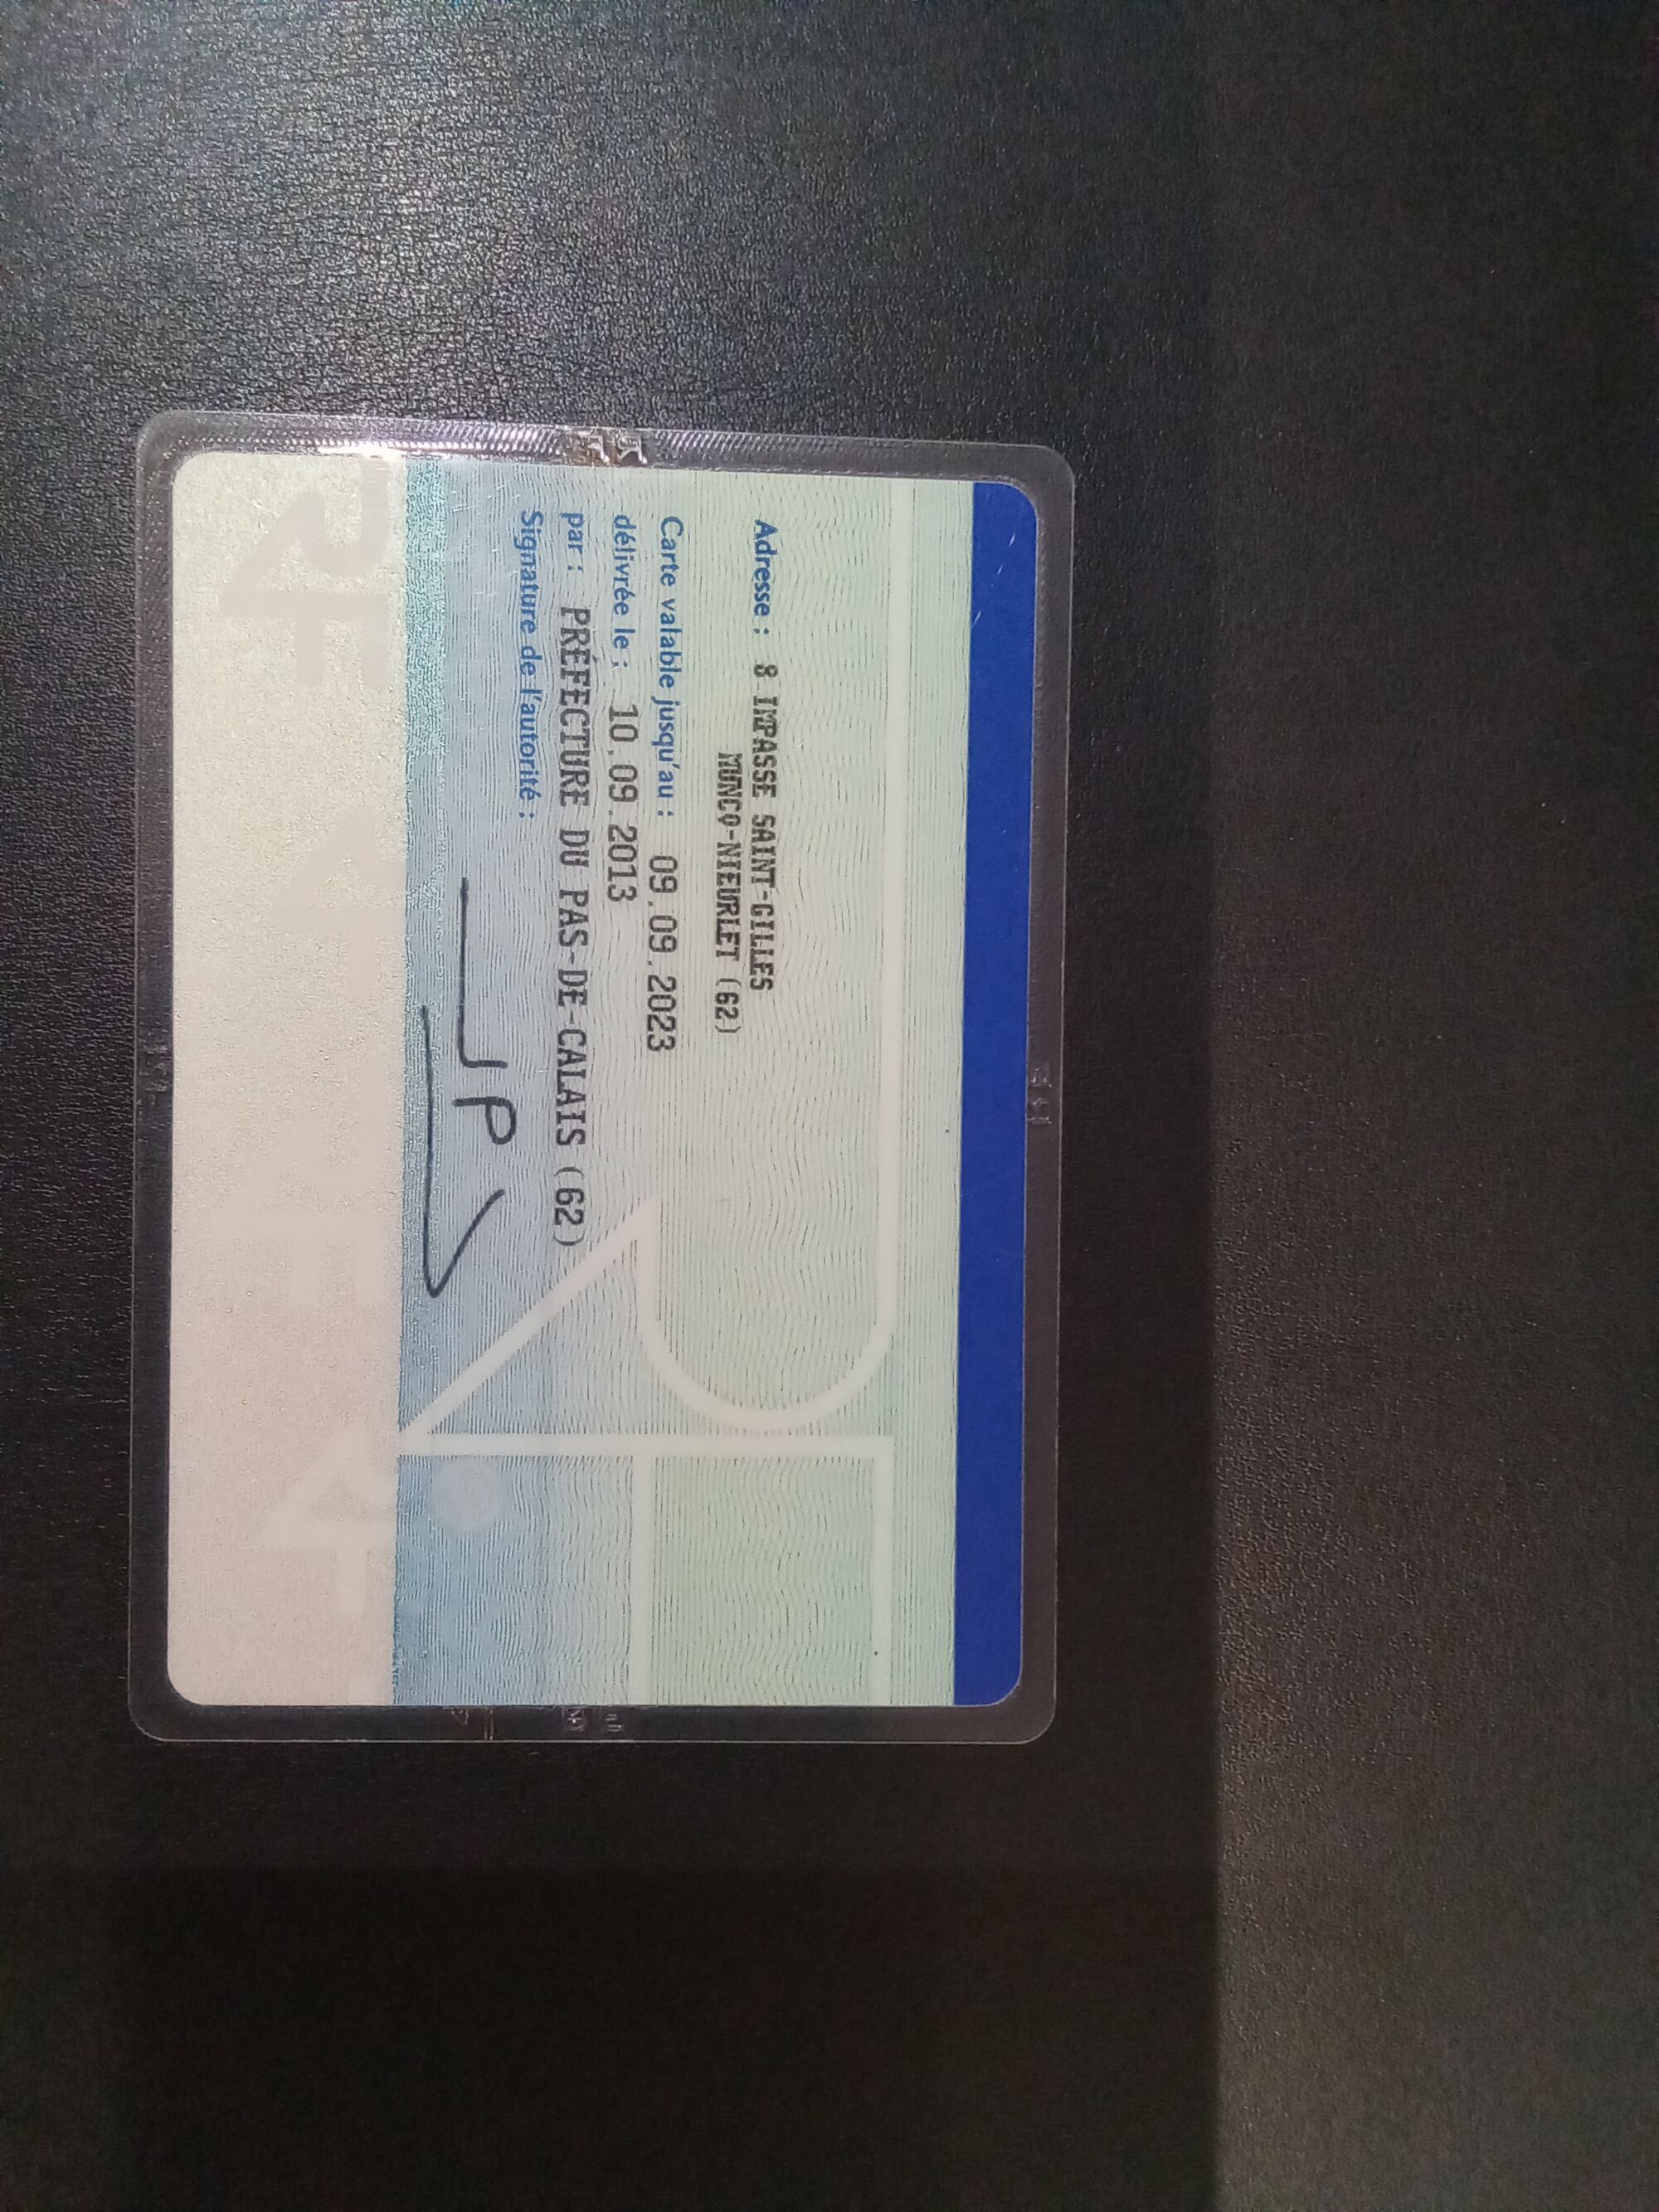 Adresse : 8 IMPASSE SAINT-GILLES
MUNCQ-NIEURLET (62)
Carte valable jusqu'au : 09.09.2023
délivrée le : 10.09.2013
par : PRÉFECTURE DU PAS-DE-CALAIS (62)
Signature de l'autorité :
RF